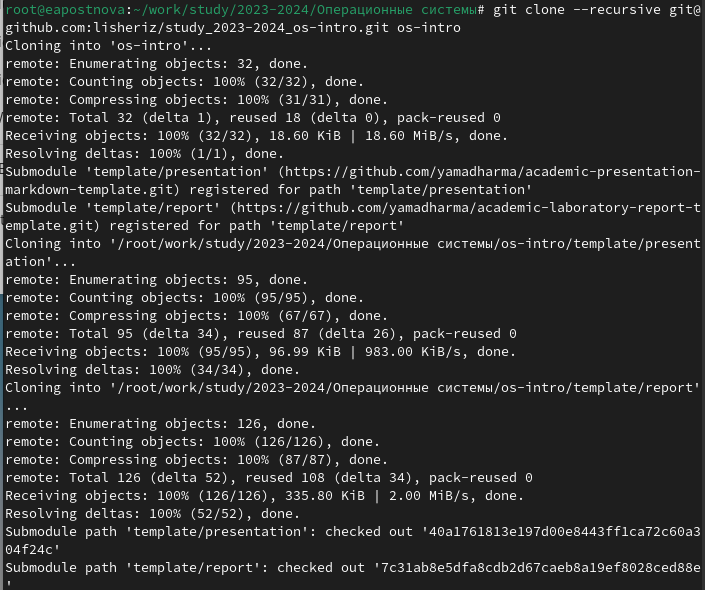 root@eapostnova:~/work/study/2023-2024/Операционные системы# git clone --recursive git@
github.com:lisheriz/study_2023-2024_os-intro.git os-intro
Cloning into 'os-intro'...
remote: Enumerating objects: 32, done.
remote: Counting objects: 100% (32/32), done.
remote: Compressing objects: 100% (31/31), done.
remote: Total 32 (delta 1), reused 18 (delta 0), pack-reused 0
Receiving objects: 100% (32/32), 18.60 KiB | 18.60 MiB/s, done.
Resolving deltas: 100% (1/1), done.
Submodule 'template/presentation' (https://github.com/yamadharma/academic-presentation-
markdown-template.git) registered for path 'template/presentation'
Submodule 'template/report' (https://github.com/yamadharma/academic-laboratory-report-t
emplate.git) registered for path 'template/report'
Cloning into '/root/work/study/2023-2024/Операционные системы/os-intro/template/present
ation'...
remote: Enumerating objects: 95, done.
remote: Counting objects: 100% (95/95), done.
remote: Compressing objects: 100% (67/67), done.
remote: Total 95 (delta 34), reused 87 (delta 26), pack-reused 0
Receiving objects: 100% (95/95), 96.99 KiB | 983.00 KiB/s, done.
Resolving deltas: 100% (34/34), done.
Cloning into '/root/work/study/2023-2024/Операционные системы/os-intro/template/report'
...
remote: Enumerating objects: 126, done.
remote: Counting objects: 100% (126/126), done.
remote: Compressing objects: 100% (87/87), done.
remote: Total 126 (delta 52), reused 108 (delta 34), pack-reused 0
Receiving objects: 100% (126/126), 335.80 KiB | 2.00 MiB/s, done.
Resolving deltas: 100% (52/52), done.
Submodule path 'template/presentation': checked out '40a1761813e197d00e8443ff1ca72c60a3
04f24c'
Submodule path 'template/report': checked out '7c31ab8e5dfa8cdb2d67caeb8a19ef8028ced88e
'